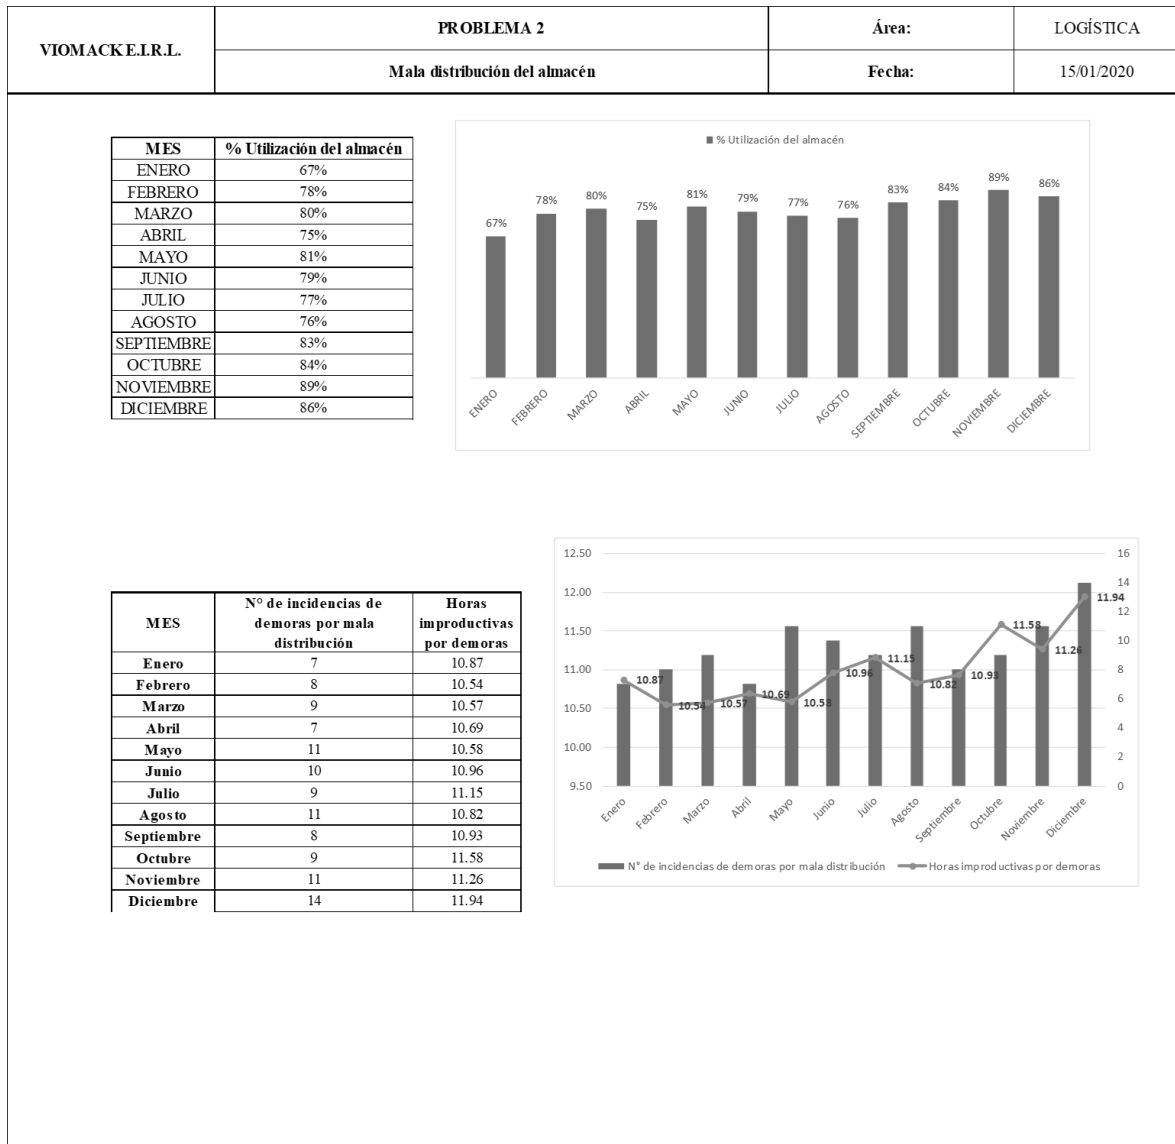 VIOMACK E.I.R.L.
PROBLEMA 2
Área:
LOGÍSTICA
Mala distribución del almacén
Fecha:
15/01/2020
MES % Utilización del almacén
ENERO 67%
FEBRERO 78%
MARZO 80%
ABRIL 75%
MAYO 81%
JUNIO 79%
JULIO 77%
AGOSTO 76%
SEPTIEMBRE 83%
OCTUBRE 84%
NOVIEMBRE 89%
DICIEMBRE 86%
% Utilización del almacén
67% 78% 80% 75% 81% 79% 77% 76% 83% 84% 89% 86%
ENERO FEBRERO MARZO ABRIL MAYO JUNIO JULIO AGOSTO SEPTIEMBRE OCTUBRE NOVIEMBRE DICIEMBRE
MES
N° de incidencias de
demoras por mala
distribución
Horas
improductivas
por demoras
Enero 7 10.87
Febrero 8 10.54
Marzo 9 10.57
Abril 7 10.69
Mayo 11 10.58
Junio 10 10.96
Julio 9 11.15
Agosto 11 10.82
Septiembre 8 10.93
Octubre 9 11.58
Noviembre 11 11.26
Diciembre 14 11.94
12.50
12.00
11.50
11.00
10.50
10.00
9.50
10.87 10.54 10.57 10.69 10.58 10.96 11.15 10.82 10.93 11.58 11.26 11.94
16
14
12
10
8
6
4
2
0
Enero Febrero Marzo Abril Mayo Junio Julio Agosto Septiembre Octubre Noviembre Diciembre
N° de incidencias de demoras por mala distribución
Horas improductivas por demoras